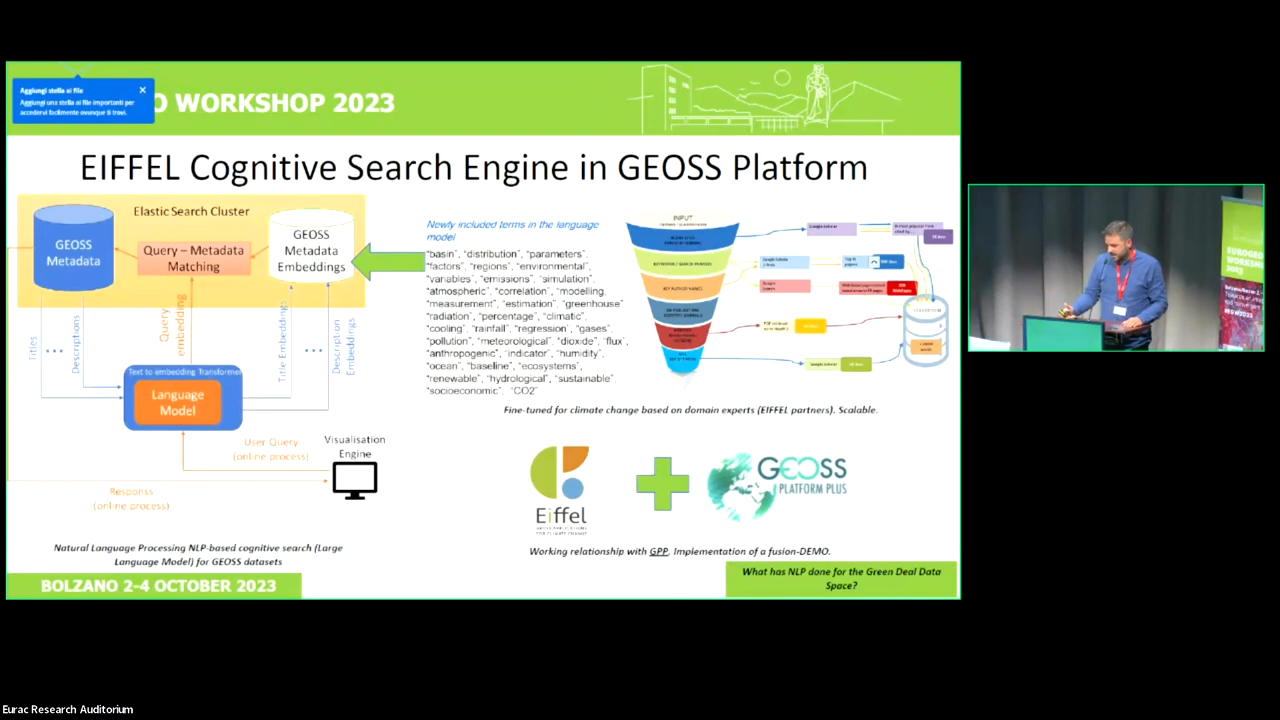 Aggiungi stella ai file
Aggiungi una stella ai file importanti per
accedervi facilmente ovunque ti trovi.
O WORKSHOP 2023
EIFFEL Cognitive Search Engine in GEOSS Platform
Elastic Search Cluster
GEOSS
Metadata
Query – Metadata
Matching
GEOSS
Metadata
Embeddings
Titles
Descriptions
Query
embedding
Title Embeddings
Description
Embeddings
Text to embedding Transformer
Language
Model
User Query
(online process)
Visualisation
Engine
Response
(online process)
Natural Language Processing NLP-based cognitive search (Large
Language Model) for GEOSS datasets
Newly included terms in the language
model
"basin", "distribution", "parameters",
"factors", "regions", "environmental",
"variables", "emissions", "simulation",
"atmospheric", "correlation", "modelling,
"measurement", "estimation", "greenhouse"
"radiation", "percentage", "climatic",
"cooling", "rainfall", "regression", "gases",
"pollution", "meteorological", "dioxide", "flux",
"anthropogenic", "indicator", "humidity",
"ocean", "baseline", "ecosystems",
"renewable", "hydrological", "sustainable"
"socioeconomic", "CO2"
INPUT
Fine-tuned for climate change based on domain experts (EIFFEL partners). Scalable.
Eiffel
GEOSS
PLATFORM PLUS
Working relationship with GPP. Implementation of a fusion-DEMO.
BOLZANO 2-4 OCTOBER 2023
What has NLP done for the Green Deal Data
Space?
Eurac Research Auditorium